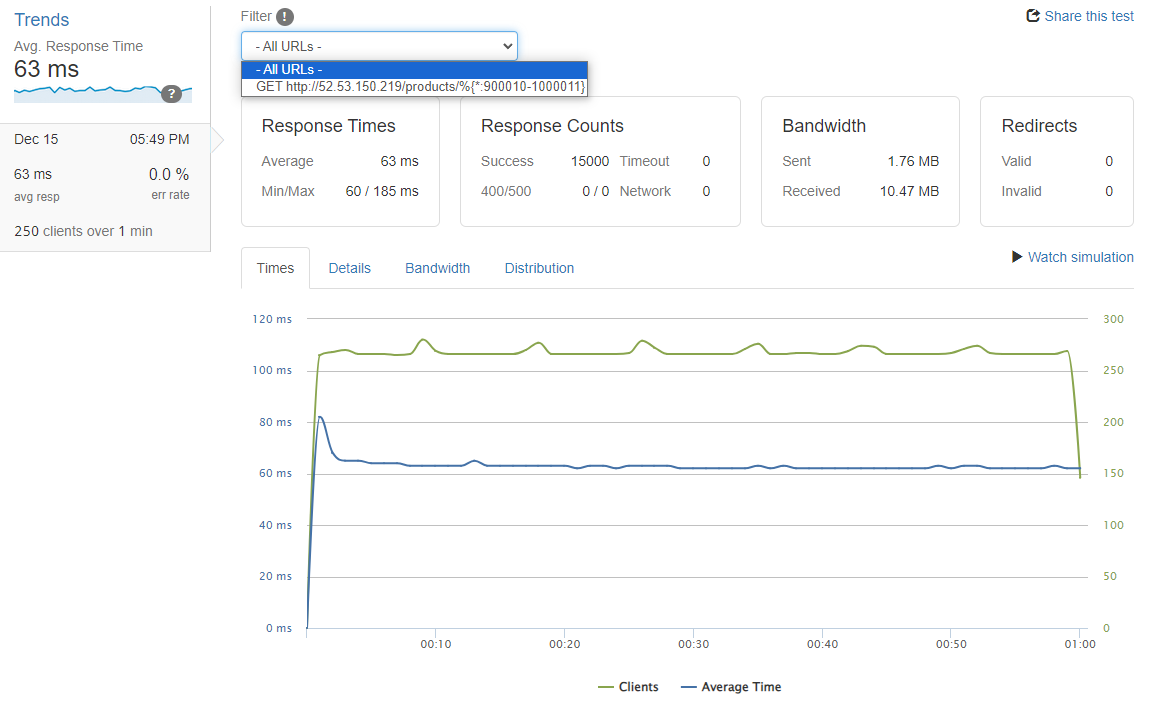 Trends
Avg. Response Time
63 ms
?
Dec 15 05:49 PM
63 ms 0.0 %
avg resp err rate
250 clients over 1 min
Filter !
Share this test
- All URLs -
- All URLs -
GET http://52.53.150.219/products/%{*:900010-1000011}
Response Times
Average 63 ms
Min/Max 60 / 185 ms
Response Counts
Success 15000 Timeout 0
400/500 0 / 0 Network 0
Bandwidth
Sent 1.76 MB
Received 10.47 MB
Redirects
Valid 0
Invalid 0
Times Details Bandwidth Distribution
Watch simulation
120 ms 300
100 ms 250
80 ms 200
60 ms 150
40 ms 100
20 ms 50
0 ms 0
00:10 00:20 00:30 00:40 00:50 01:00
Clients Average Time